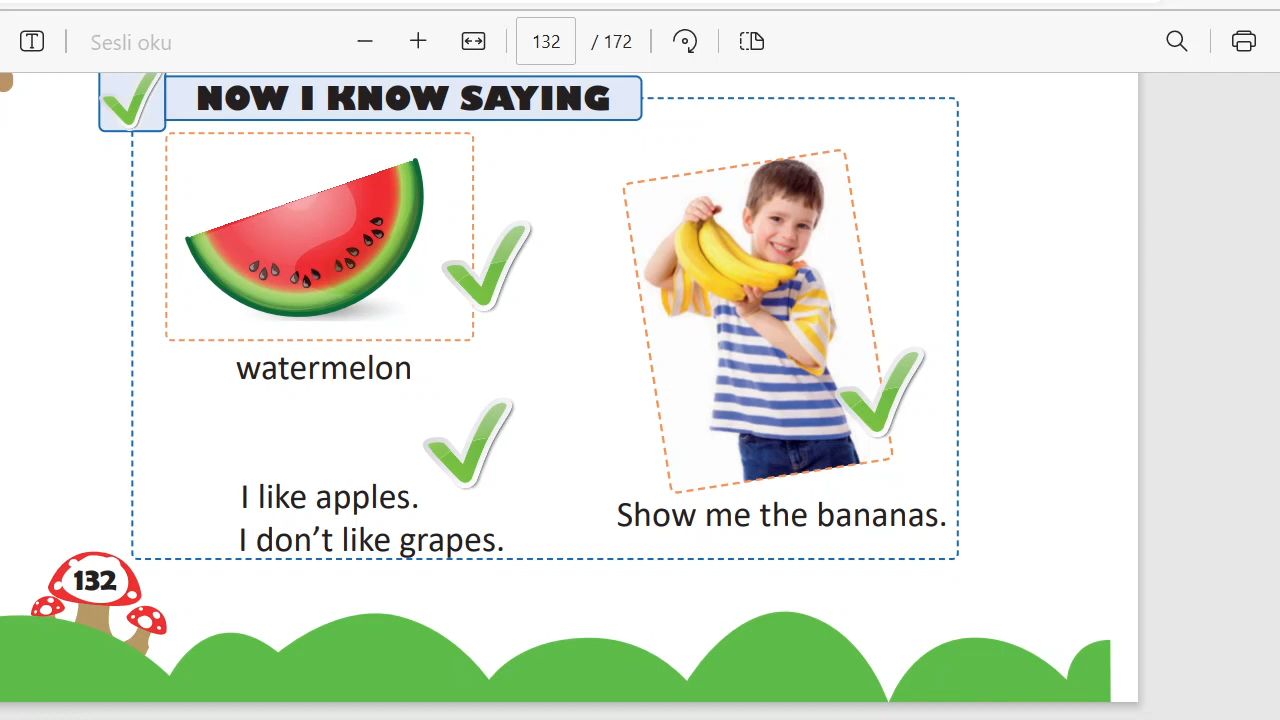 Sesli oku
132 / 172
NOW I KNOW SAYING
watermelon
I like apples.
I don't like grapes.
Show me the bananas.
132